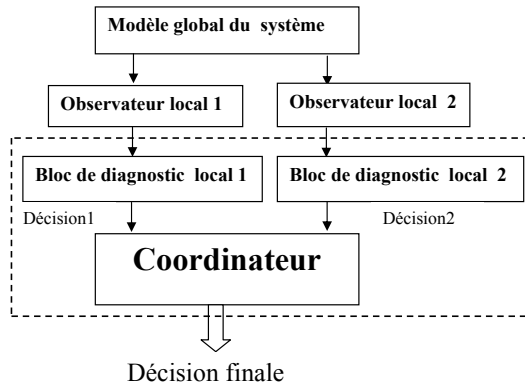 Modèle global du système
Observateur local 1
Observateur local 2
Bloc de diagnostic local 1
Bloc de diagnostic local 2
Décision1
Décision2
Coordinateur
Décision finale